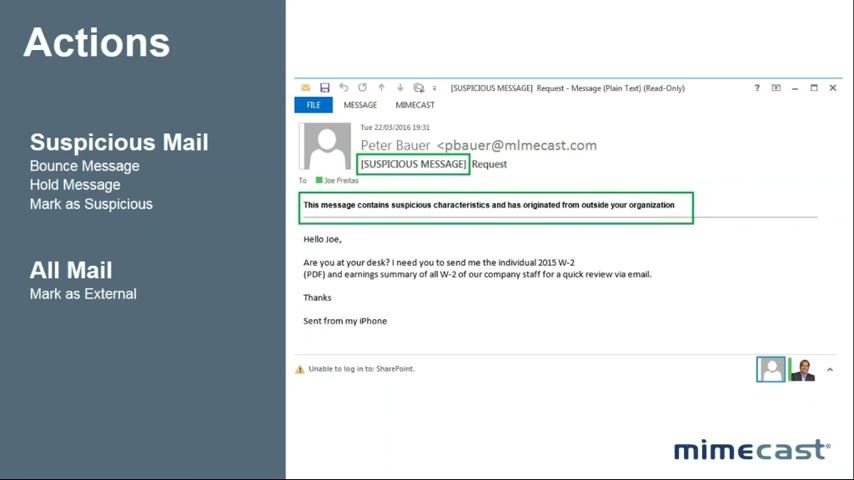 Actions
Suspicious Mail
Bounce Message
Hold Message
Mark as Suspicious
All Mail
Mark as External
[SUSPICIOUS MESSAGE] Request - Message (Plain Text) (Read-Only)
?
FILE MESSAGE MIMECAST
Tue 22/03/2016 19:31
Peter Bauer <pbauer@mlmecast.com
[SUSPICIOUS MESSAGE] Request
To Joe Freitas
This message contains suspicious characteristics and has originated from outside your organization
Hello Joe,
Are you at your desk? I need you to send me the individual 2015 W-2
(PDF) and earnings summary of all W-2 of our company staff for a quick review via email.
Thanks
Sent from my iPhone
Unable to log in to: SharePoint.
mimecast®